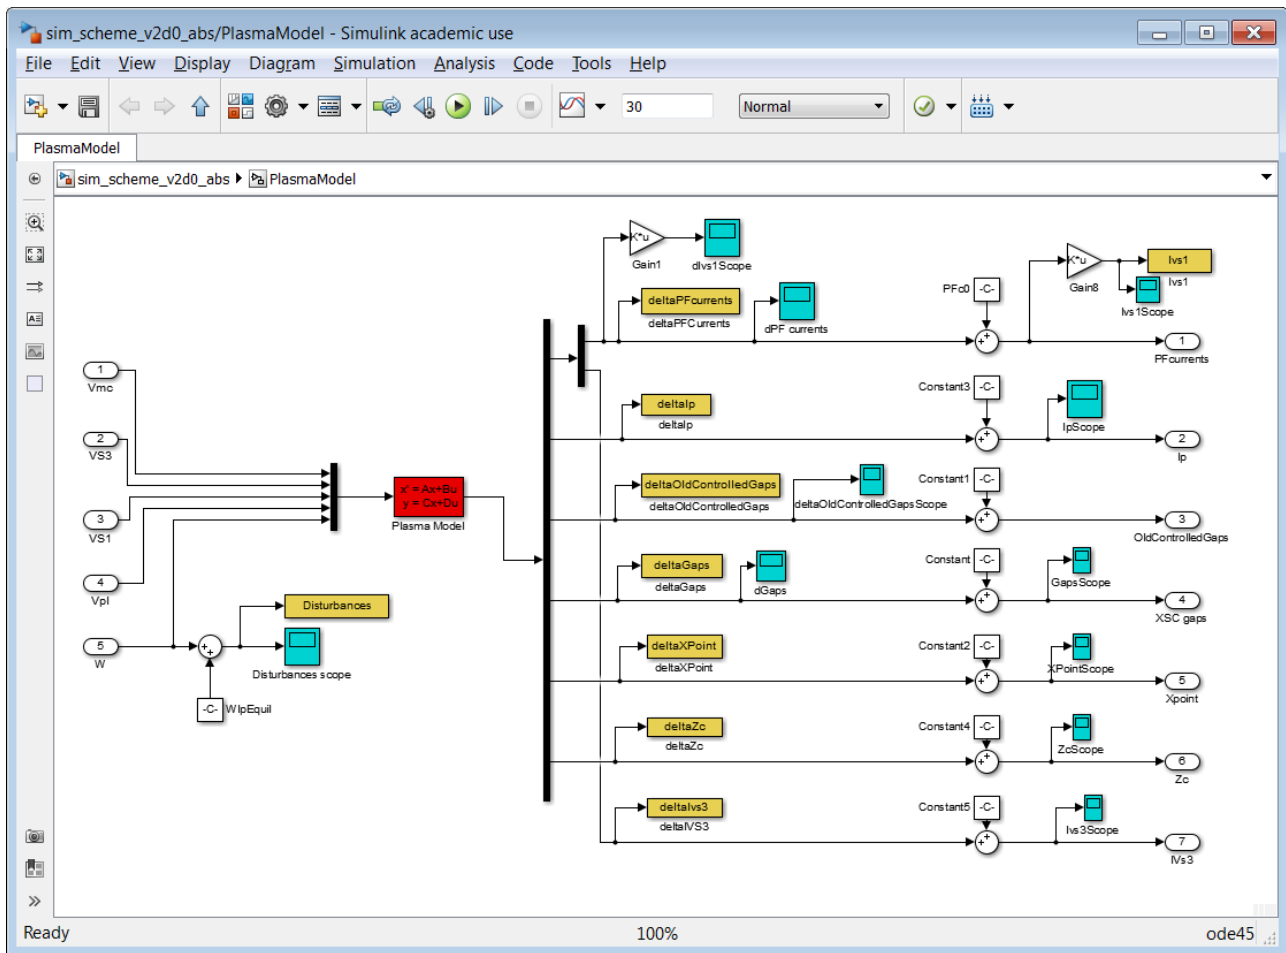 sim_scheme_v2d0_abs/PlasmaModel - Simulink academic use
File Edit View Display Diagram Simulation Analysis Code Tools Help
30 Normal
PlasmaModel
sim_scheme_v2d0_abs PlasmaModel
K*u
Gain1
dIvs1Scope
K*u
Gain8
Ivs1
Ivs1
Ivs1Scope
deltaPFcurrents
deltaPFCurrents
dPF currents
PFc0 -C-
1
PFcurrents
1
Vmc
deltaIp
deltaIp
Constant3 -C-
IpScope
2
Ip
2
VS3
x' = Ax+Bu
y = Cx+Du
Plasma Model
deltaOldControlledGaps
deltaOldControlledGaps
deltaOldControlledGapsScope
Constant1 -C-
3
OldControlledGaps
3
VS1
deltaGaps
deltaGaps
dGaps
Constant -C-
GapsScope
4
XSC gaps
4
Vpl
Disturbances
Disturbances scope
5
W
-C- WIpEquil
deltaXPoint
deltaXPoint
Constant2 -C-
XPointScope
5
Xpoint
deltaZc
deltaZc
Constant4 -C-
ZcScope
6
Zc
deltaIvs3
deltaIVS3
Constant5 -C-
Ivs3Scope
7
IVs3
Ready 100% ode45